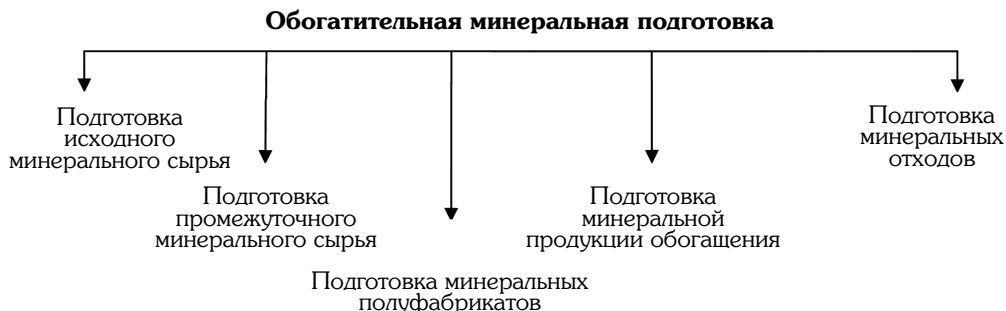 Обогатительная минеральная подготовка
Подготовка
исходного
минерального сырья
Подготовка
промежуточного
минерального сырья
Подготовка минеральных
полуфабрикатов
Подготовка
минеральной
продукции обогащения
Подготовка
минеральных
отходов